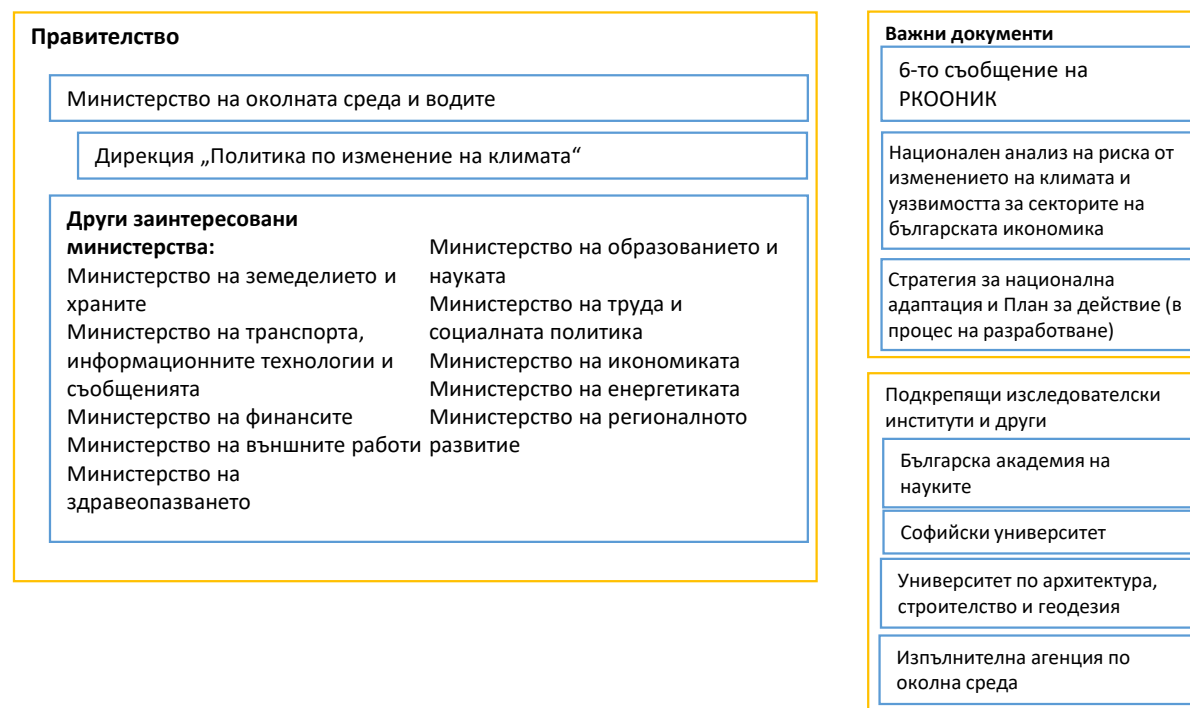 Правителство
Министерство на околната среда и водите
Дирекция „Политика по изменение на климата“
Други заинтересовани
министерства:
Министерство на земеделието и
храните
Министерство на транспорта,
информационните технологии и
съобщенията
Министерство на финансите
Министерство на външните работи
Министерство на
здравеопазването
Министерство на образованието и
науката
Министерство на труда и
социалната политика
Министерство на икономиката
Министерство на енергетиката
Министерство на регионалното
развитие
Важни документи
6-то съобщение на
РКООНИК
Национален анализ на риска от
изменението на климата и
уязвимостта за секторите на
българската икономика
Стратегия за национална
адаптация и План за действие (в
процес на разработване)
Подкрепящи изследователски
институти и други
Българска академия на
науките
Софийски университет
Университет по архитектура,
строителство и геодезия
Изпълнителна агенция по
околна среда